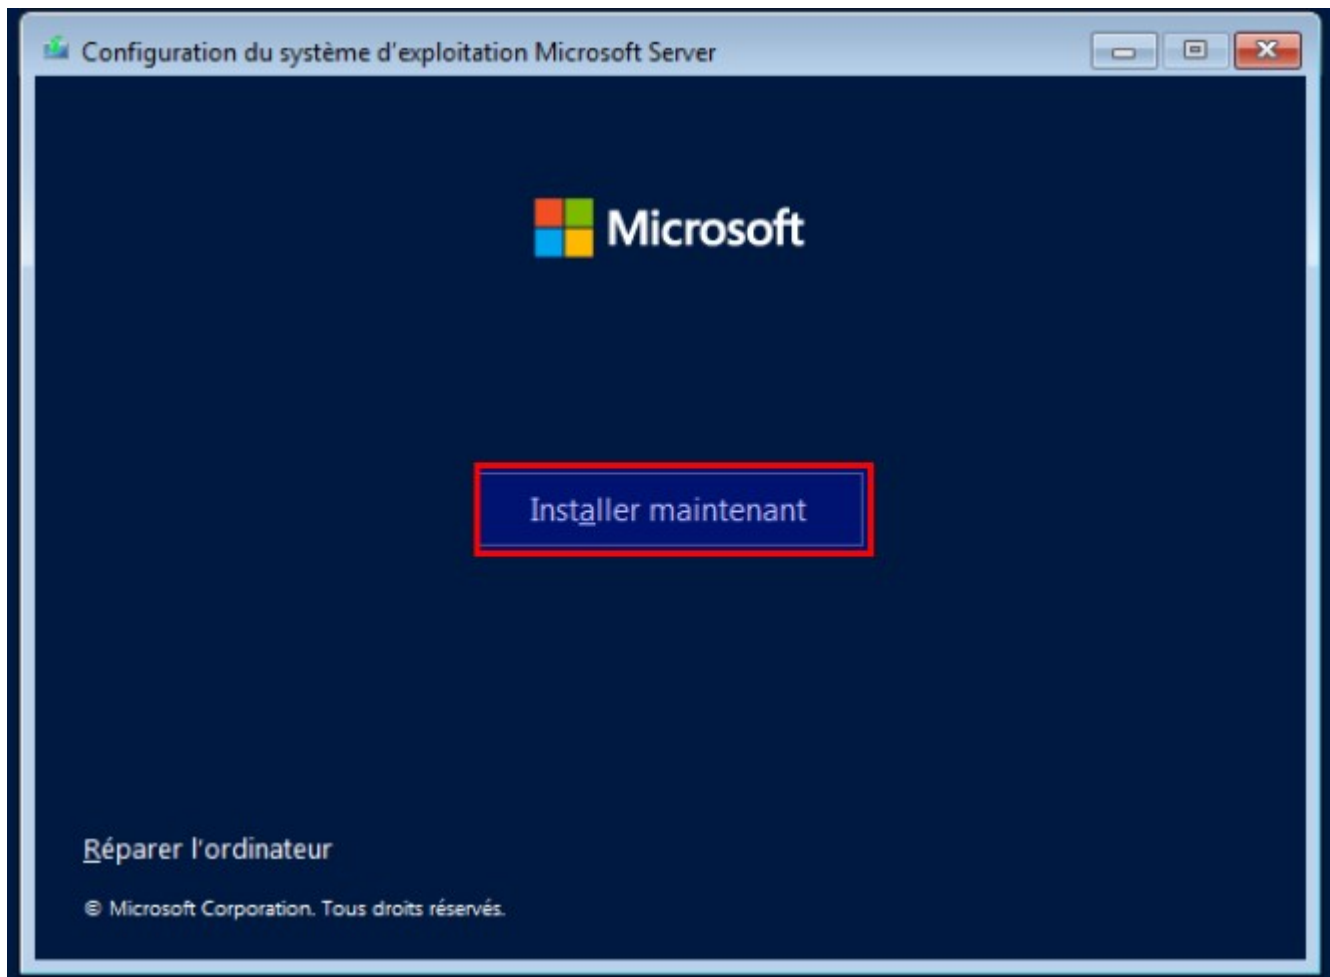 Configuration du système d'exploitation Microsoft Server
Microsoft
Installer maintenant
Réparer l'ordinateur
© Microsoft Corporation. Tous droits réservés.